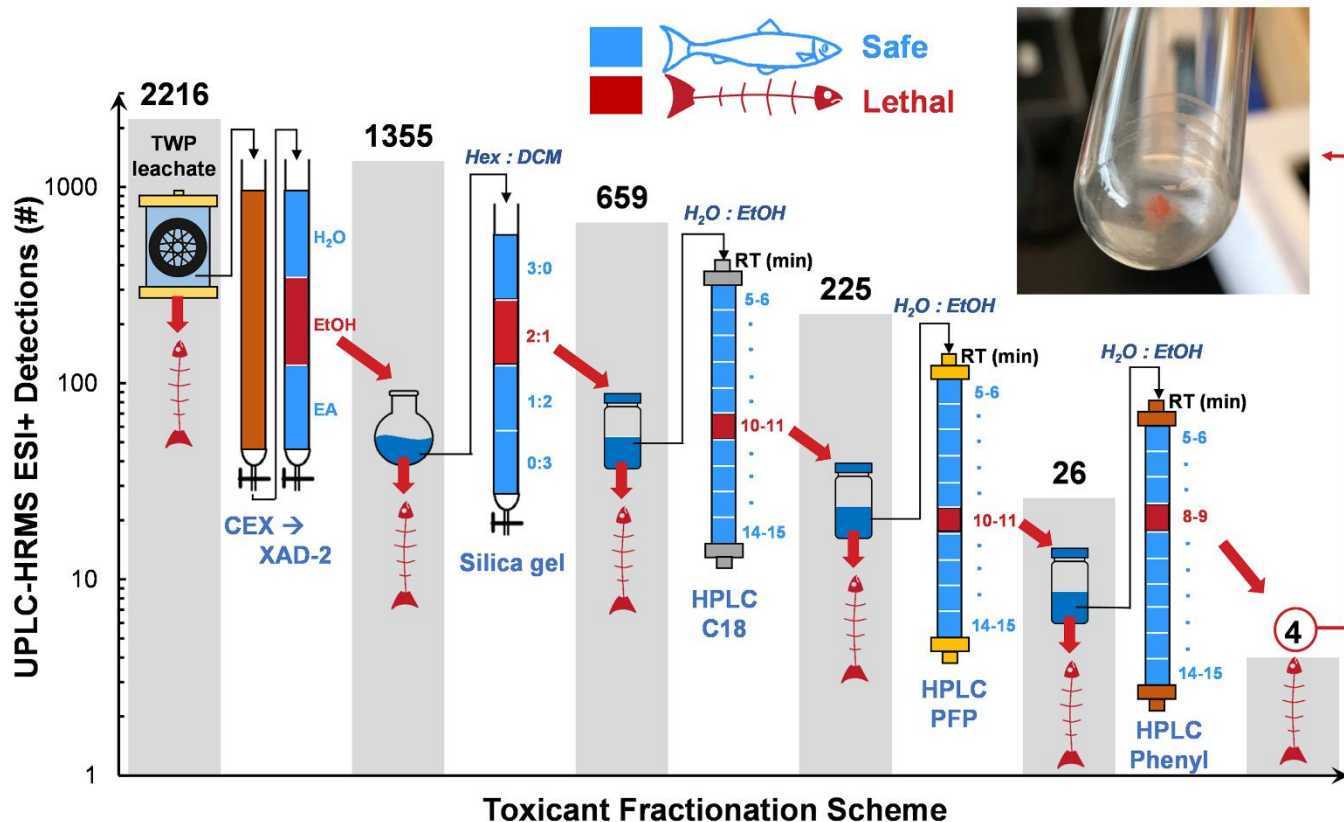 Safe
Lethal
2216
TWP
leachate
H₂O
EtOH
EA
CEX →
XAD-2
1355
Hex : DCM
3:0
2:1
1:2
0:3
Silica gel
659
H₂O : EtOH
RT (min)
5-6
10-11
14-15
HPLC
C18
225
H₂O : EtOH
RT (min)
5-6
10-11
14-15
HPLC
PFP
26
H₂O : EtOH
RT (min)
5-6
8-9
14-15
HPLC
Phenyl
4
UPLC-HRMS ESI+ Detections (#)
1000
100
10
1
Toxicant Fractionation Scheme